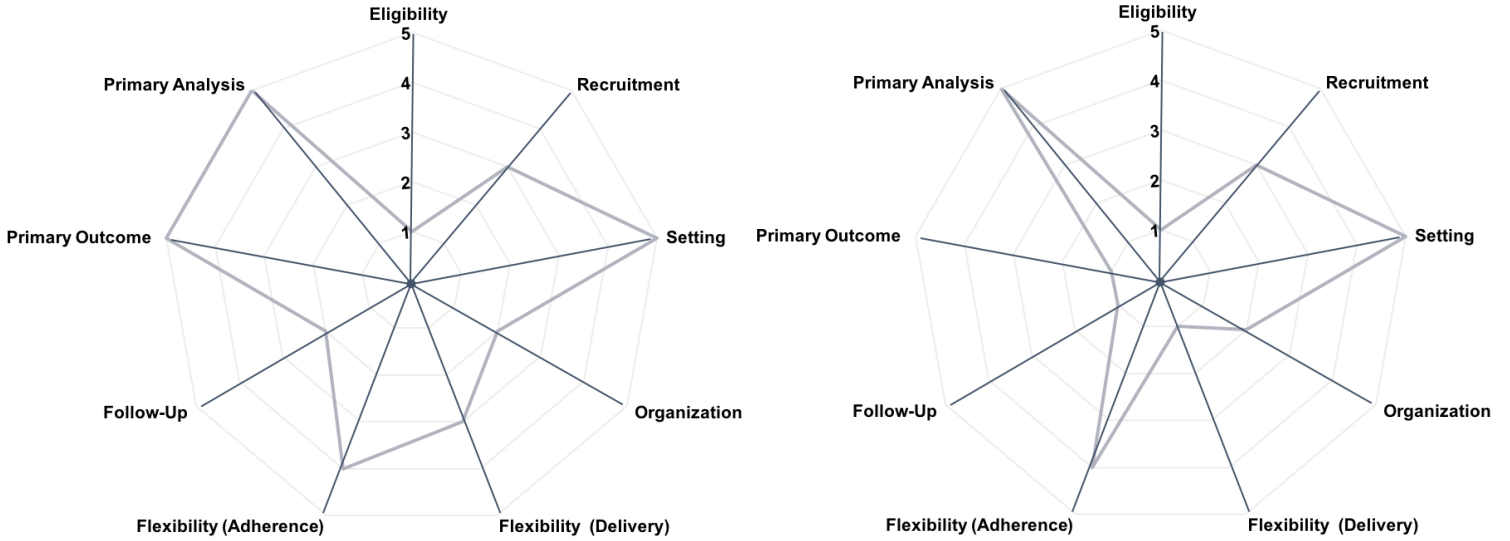 Eligibility
5
Primary Analysis
Recruitment
4
3
2
1
Primary Outcome
Setting
Follow-Up
Organization
Flexibility (Adherence)
Flexibility (Delivery)
Eligibility
5
Primary Analysis
Recruitment
4
3
2
1
Primary Outcome
Setting
Follow-Up
Organization
Flexibility (Adherence)
Flexibility (Delivery)